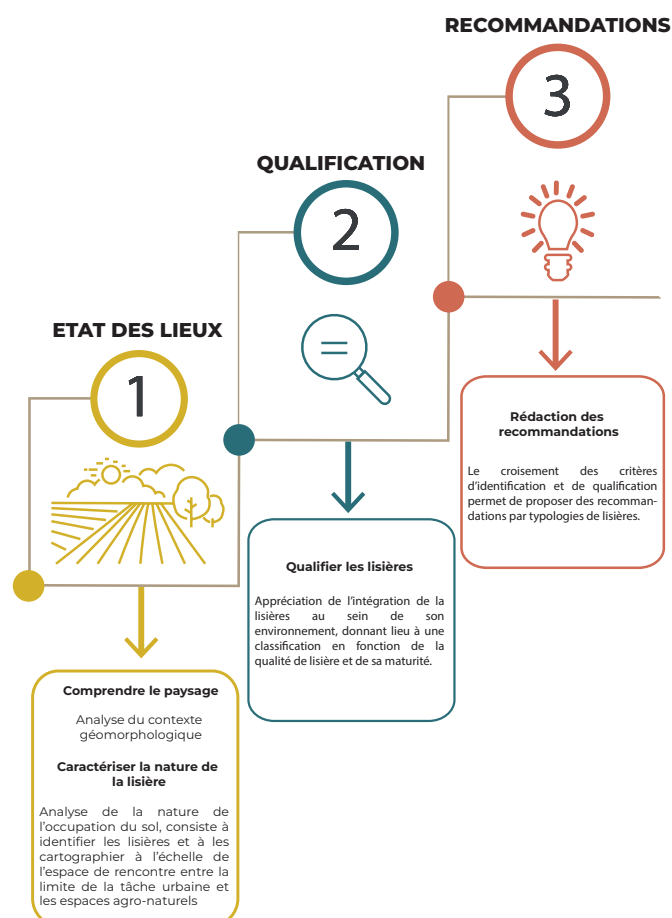 RECOMMANDATIONS
3
QUALIFICATION
2
ETAT DES LIEUX
1
Rédaction des
recommandations
Le croisement des critères
d'identification et de qualification
permet de proposer des recomman-
dations par typologies de lisières.
Qualifier les lisières
Appréciation de l'intégration de la
lisières au sein de son
environnement, donnant lieu à une
classification en fonction de la
qualité de lisière et de sa maturité.
Comprendre le paysage
Analyse du contexte
géomorphologique
Caractériser la nature de
la lisière
Analyse de la nature de
l'occupation du sol, consiste à
identifier les lisières et à les
cartographier à l'échelle de
l'espace de rencontre entre la
limite de la tâche urbaine et
les espaces agro-naturels